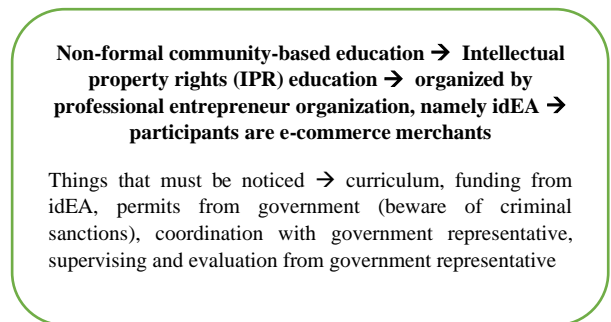 Non-formal community-based education → Intellectual
property rights (IPR) education → organized by
professional entrepreneur organization, namely idEA →
participants are e-commerce merchants
Things that must be noticed → curriculum, funding from
idEA, permits from government (beware of criminal
sanctions), coordination with government representative,
supervising and evaluation from government representative